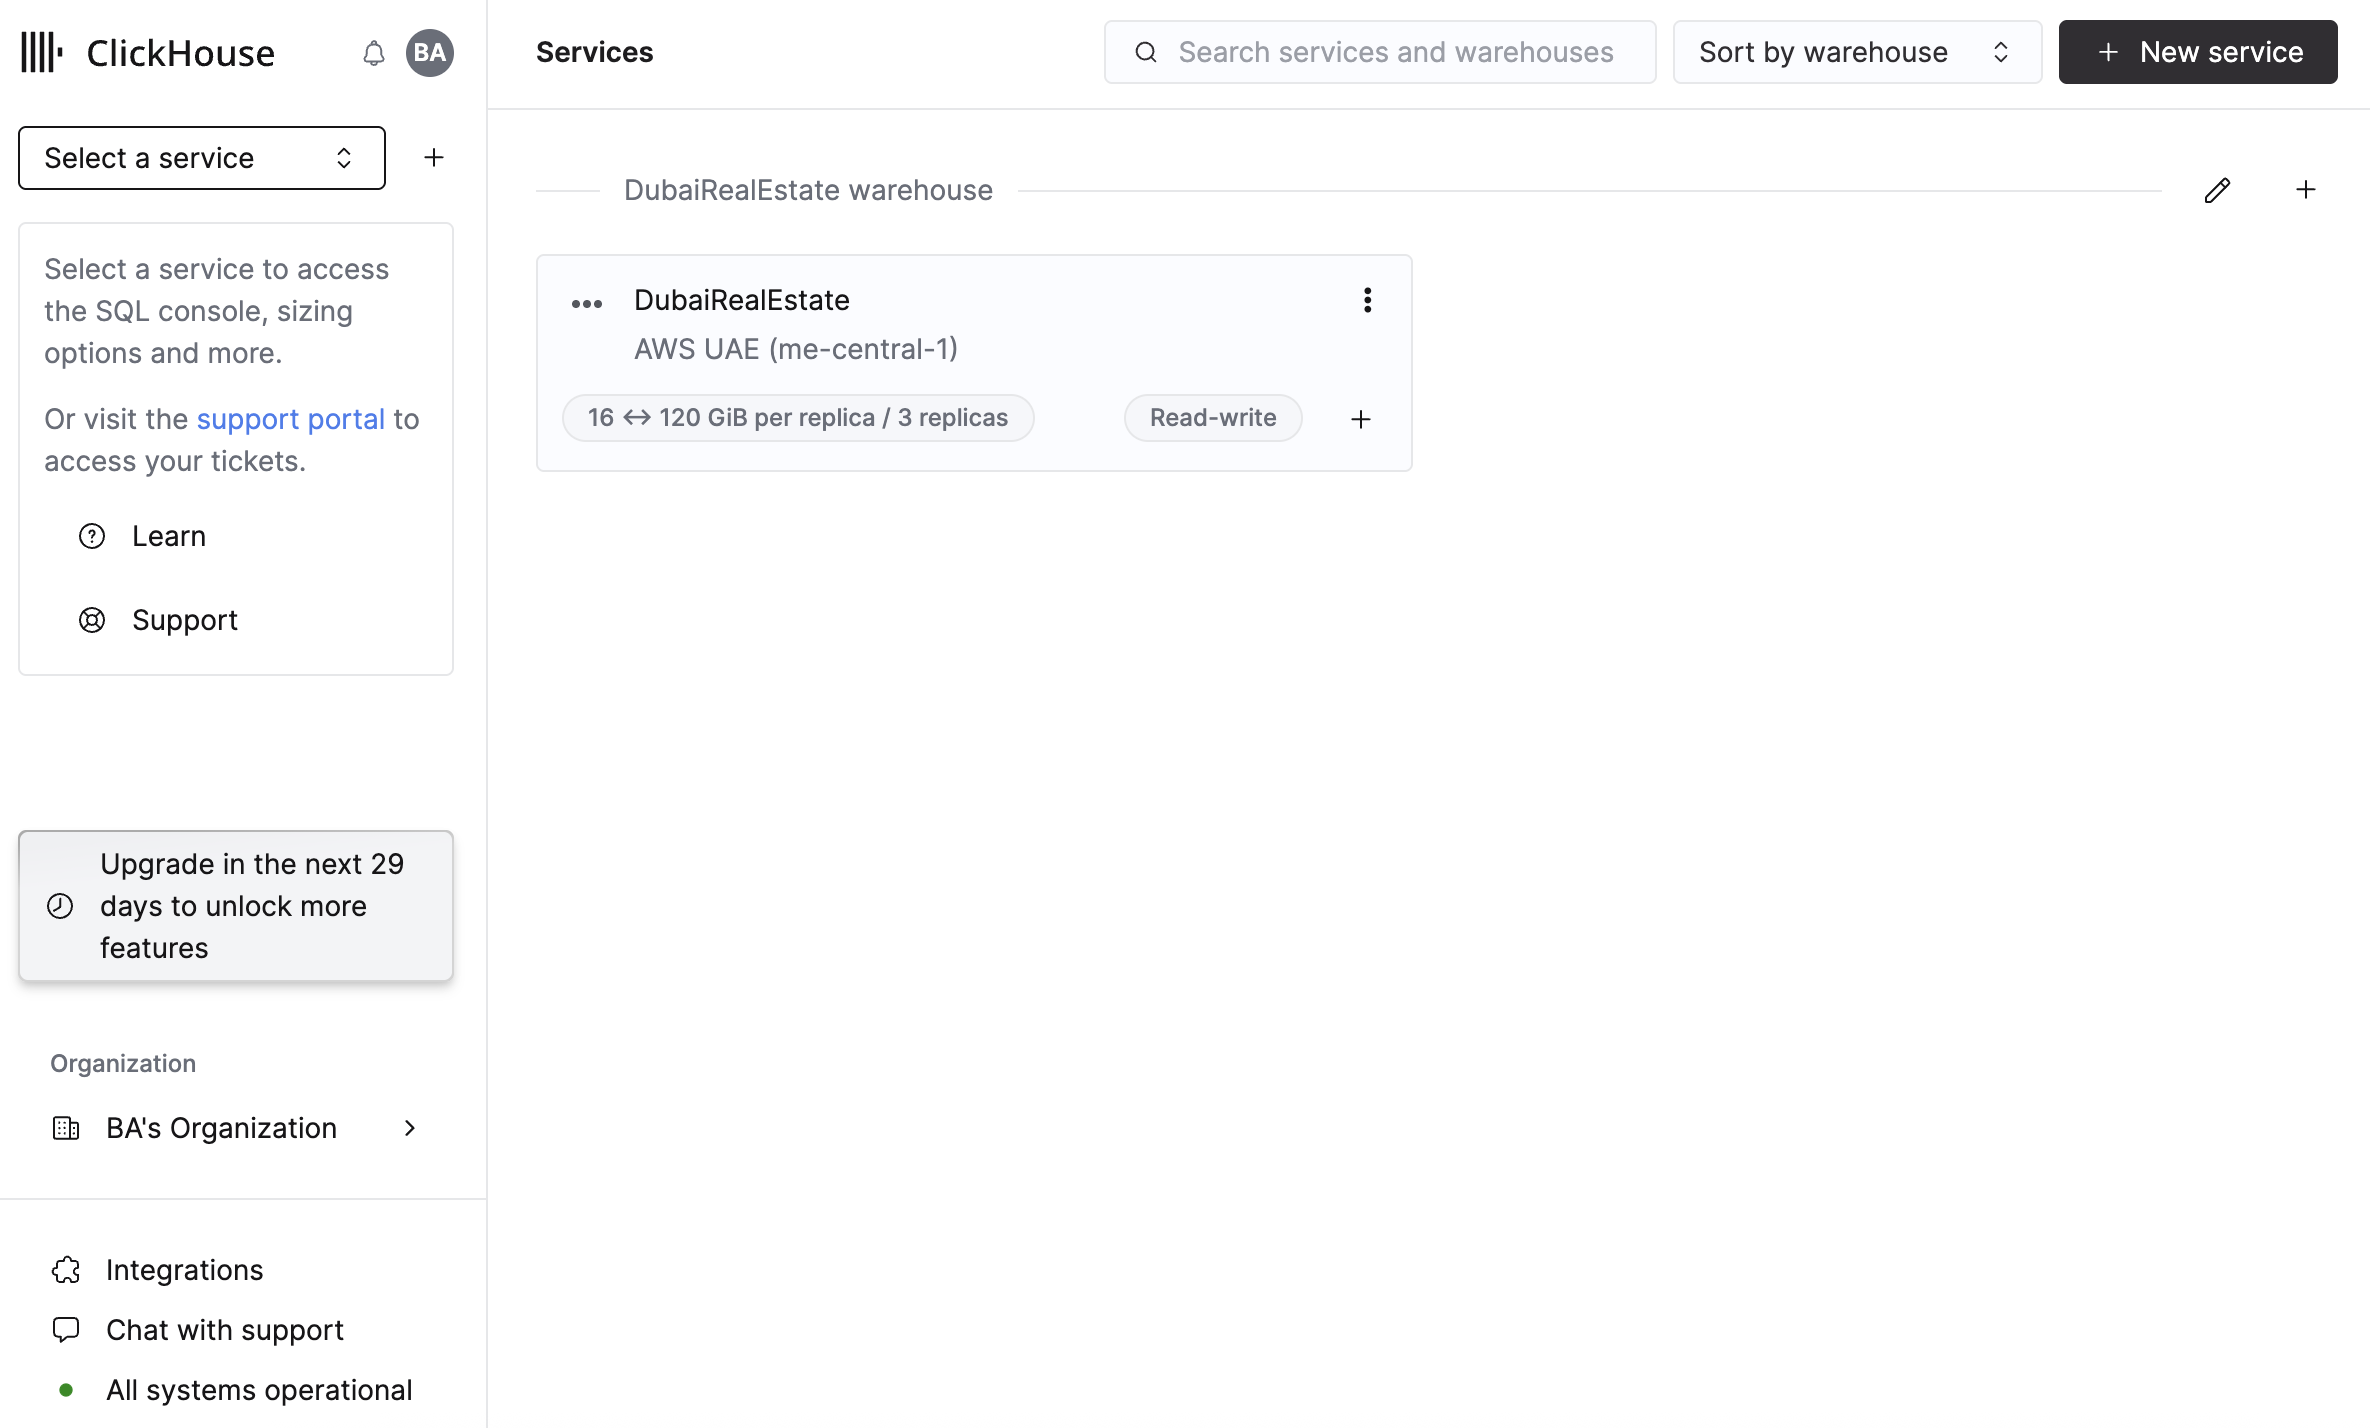 ClickHouse
BA
Select a service
Select a service to access
the SQL console, sizing
options and more.
Or visit the support portal to
access your tickets.
Learn
Support
Upgrade in the next 29
days to unlock more
features
Organization
BA's Organization
Integrations
Chat with support
All systems operational
Services
Search services and warehouses
Sort by warehouse
+ New service
DubaiRealEstate warehouse
DubaiRealEstate
AWS UAE (me-central-1)
16 <-> 120 GiB per replica / 3 replicas
Read-write